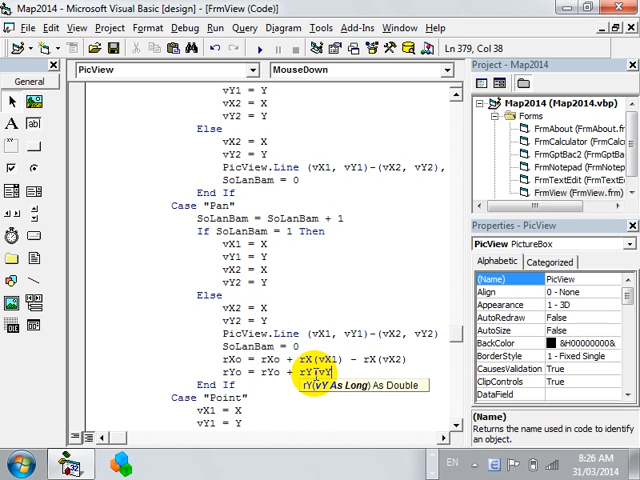 Map2014 - Microsoft Visual Basic [design] - [FrmView (Code)]
File Edit View Project Format Debug Run Query Diagram Tools Add-Ins Window Help
Ln 379, Col 38
General
PicView
MouseDown
vY1 = Y
vX2 = X
vY2 = Y
Else
vX2 = X
vY2 = Y
PicView.Line (vX1, vY1)-(vX2, vY2),
SoLanBam = 0
End If
Case "Pan"
SoLanBam = SoLanBam + 1
If SoLanBam = 1 Then
vX1 = X
vY1 = Y
vX2 = X
vY2 = Y
Else
vX2 = X
vY2 = Y
PicView.Line (vX1, vY1)-(vX2, vY2)
SoLanBam = 0
rXo = rXo + rX(vX1) - rX(vX2)
rYo = rYo + rY(vY
rY(vY As Long) As Double
End If
Case "Point"
vX1 = X
vY1 = Y
Project - Map2014
Map2014 (Map2014.vbp)
Forms
FrmAbout (FrmAbout.fr
FrmCalculator (FrmCalc
FrmGptBac2 (FrmGptB
FrmNotepad (FrmNotep
FrmTextEdit (FrmTextE
FrmView (FrmView.frm)
Properties - PicView
PicView PictureBox
Alphabetic Categorized
(Name) PicView
Align 0 - None
Appearance 1 - 3D
AutoRedraw False
AutoSize False
BackColor &H00000000&
BorderStyle 1 - Fixed Single
CausesValidation True
ClipControls True
DataField
(Name)
Returns the name used in code to identify an object.
EN
8:26 AM
31/03/2014